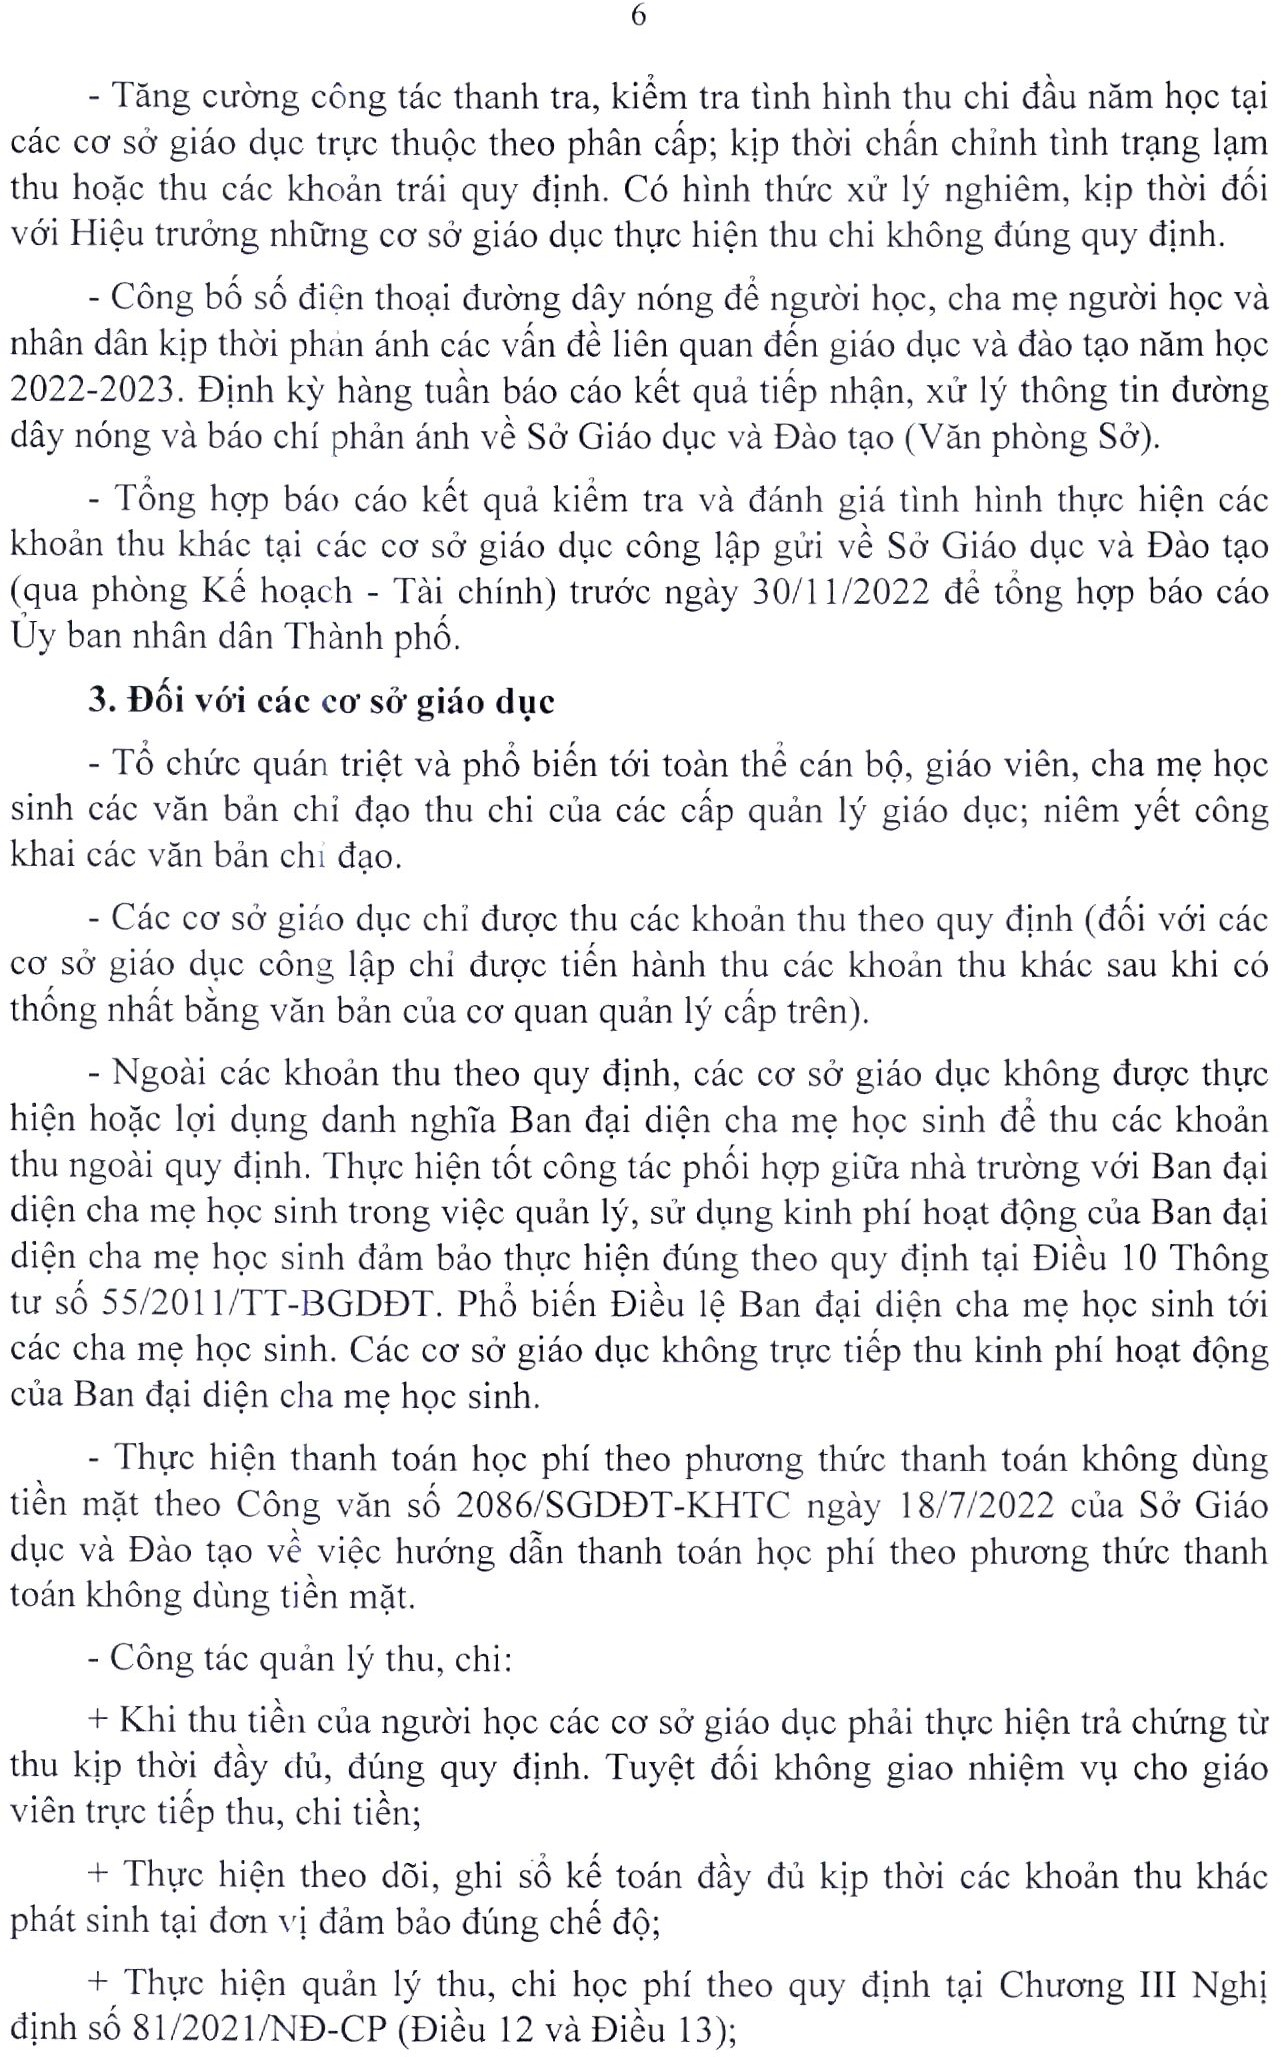 6
- Tăng cường công tác thanh tra, kiểm tra tình hình thu chi đầu năm học tại
các cơ sở giáo dục trực thuộc theo phân cấp; kịp thời chấn chỉnh tình trạng lạm
thu hoặc thu các khoản trái quy định. Có hình thức xử lý nghiêm, kịp thời đối
với Hiệu trưởng những cơ sở giáo dục thực hiện thu chi không đúng quy định.
- Công bố số điện thoại đường dây nóng để người học, cha mẹ người học và
nhân dân kịp thời phản ánh các vấn đề liên quan đến giáo dục và đào tạo năm học
2022-2023. Định kỳ hàng tuần báo cáo kết quả tiếp nhận, xử lý thông tin đường
dây nóng và báo chí phản ánh về Sở Giáo dục và Đào tạo (Văn phòng Sở).
- Tổng hợp báo cáo kết quả kiểm tra và đánh giá tình hình thực hiện các
khoản thu khác tại các cơ sở giáo dục công lập gửi về Sở Giáo dục và Đào tạo
(qua phòng Kế hoạch - Tài chính) trước ngày 30/11/2022 để tổng hợp báo cáo
Ủy ban nhân dân Thành phố.
3. Đối với các cơ sở giáo dục
- Tổ chức quán triệt và phổ biến tới toàn thể cán bộ, giáo viên, cha mẹ học
sinh các văn bản chỉ đạo thu chi của các cấp quản lý giáo dục; niêm yết công
khai các văn bản chỉ đạo.
- Các cơ sở giáo dục chỉ được thu các khoản thu theo quy định (đối với các
cơ sở giáo dục công lập chỉ được tiến hành thu các khoản thu khác sau khi có
thống nhất bằng văn bản của cơ quan quản lý cấp trên).
- Ngoài các khoản thu theo quy định, các cơ sở giáo dục không được thực
hiện hoặc lợi dụng danh nghĩa Ban đại diện cha mẹ học sinh để thu các khoản
thu ngoài quy định. Thực hiện tốt công tác phối hợp giữa nhà trường với Ban đại
diện cha mẹ học sinh trong việc quản lý, sử dụng kinh phí hoạt động của Ban đại
diện cha mẹ học sinh đảm bảo thực hiện đúng theo quy định tại Điều 10 Thông
tư số 55/2011/TT-BGDĐT. Phổ biến Điều lệ Ban đại diện cha mẹ học sinh tới
các cha mẹ học sinh. Các cơ sở giáo dục không trực tiếp thu kinh phí hoạt động
của Ban đại diện cha mẹ học sinh.
- Thực hiện thanh toán học phí theo phương thức thanh toán không dùng
tiền mặt theo Công văn số 2086/SGDĐT-KHTC ngày 18/7/2022 của Sở Giáo
dục và Đào tạo về việc hướng dẫn thanh toán học phí theo phương thức thanh
toán không dùng tiền mặt.
- Công tác quản lý thu, chi:
+ Khi thu tiền của người học các cơ sở giáo dục phải thực hiện trả chứng từ
thu kịp thời đầy đủ, đúng quy định. Tuyệt đối không giao nhiệm vụ cho giáo
viên trực tiếp thu, chi tiền;
+ Thực hiện theo dõi, ghi sổ kế toán đầy đủ kịp thời các khoản thu khác
phát sinh tại đơn vị đảm bảo đúng chế độ;
+ Thực hiện quản lý thu, chi học phí theo quy định tại Chương III Nghị
định số 81/2021/NĐ-CP (Điều 12 và Điều 13);